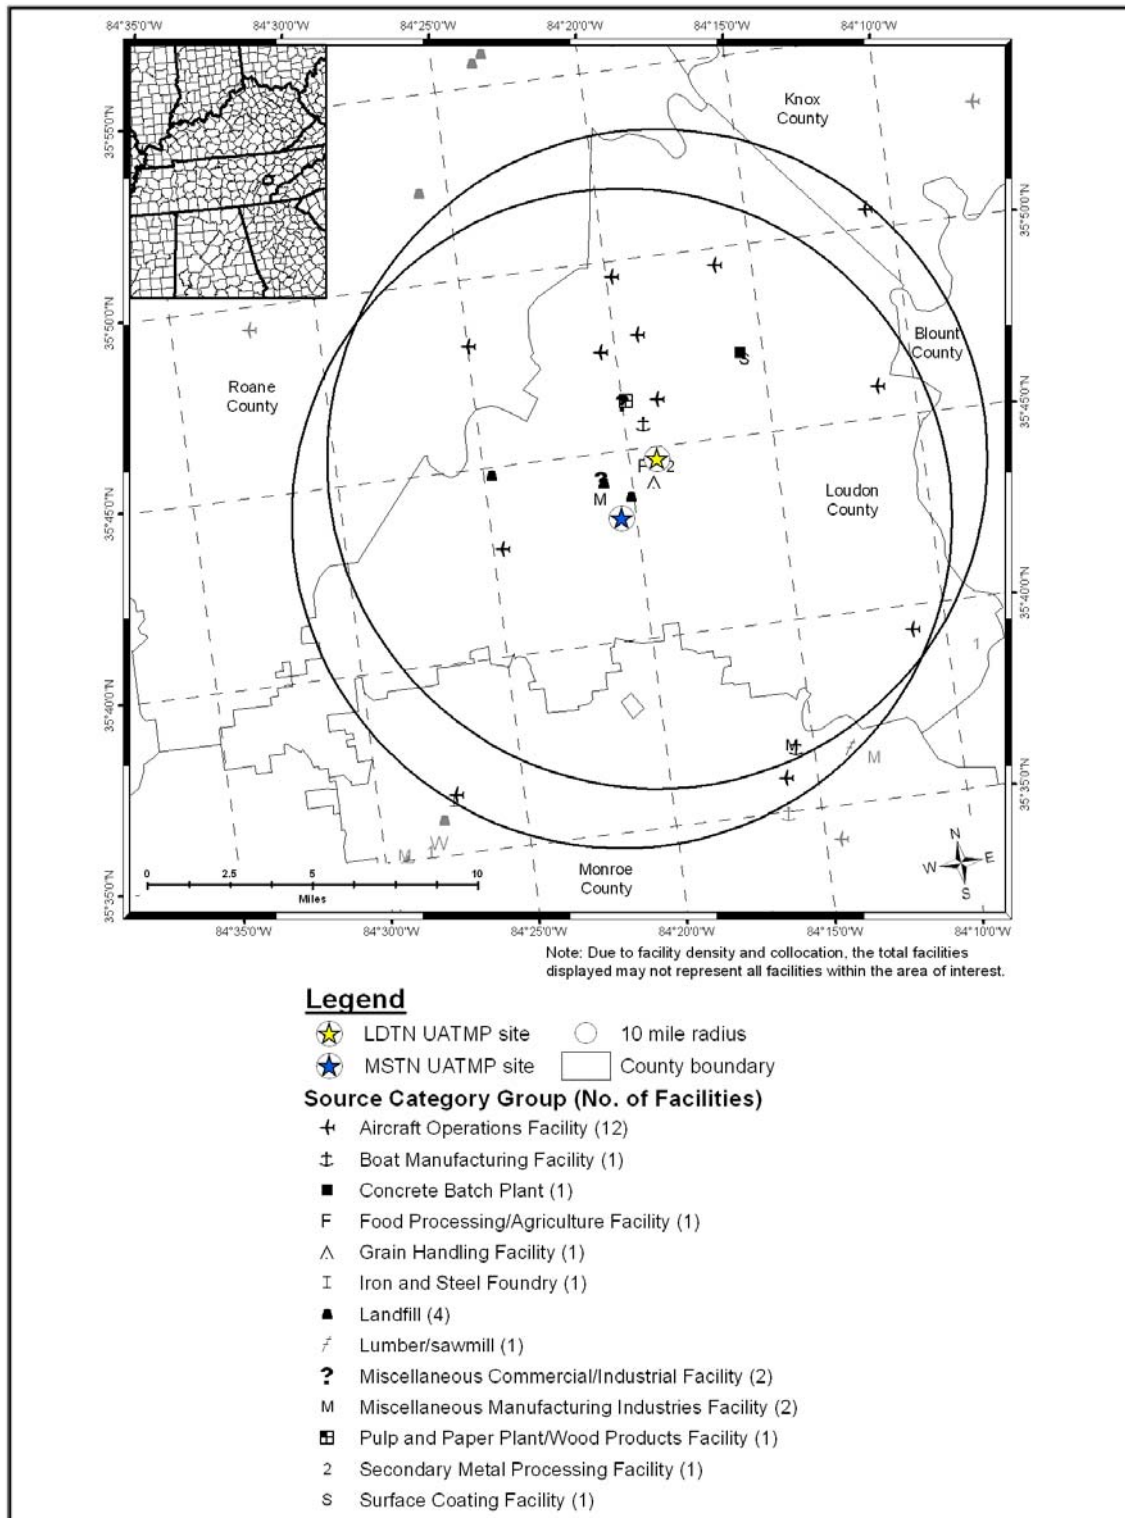 84°35'0"W
84°30'0"W
84°25'0"W
84°20'0"W
84°15'0"W
84°10'0"W
35°55'0"N
35°50'0"N
35°45'0"N
35°40'0"N
35°35'0"N
35°50'0"N
35°45'0"N
35°40'0"N
35°35'0"N
Knox
County
Blount
County
Roane
County
S
F
2
?
M
Loudon
County
1
M
M
W
M
Monroe
County
N
W
E
S
0
2.5
5
10
Miles
84°35'0"W
84°30'0"W
84°25'0"W
84°20'0"W
84°15'0"W
84°10'0"W
Note: Due to facility density and collocation, the total facilities
displayed may not represent all facilities within the area of interest.
Legend
LDTN UATMP site
10 mile radius
MSTN UATMP site
County boundary
Source Category Group (No. of Facilities)
Aircraft Operations Facility (12)
Boat Manufacturing Facility (1)
Concrete Batch Plant (1)
F Food Processing/Agriculture Facility (1)
Grain Handling Facility (1)
I Iron and Steel Foundry (1)
Landfill (4)
Lumber/sawmill (1)
? Miscellaneous Commercial/Industrial Facility (2)
M Miscellaneous Manufacturing Industries Facility (2)
Pulp and Paper Plant/Wood Products Facility (1)
2 Secondary Metal Processing Facility (1)
S Surface Coating Facility (1)